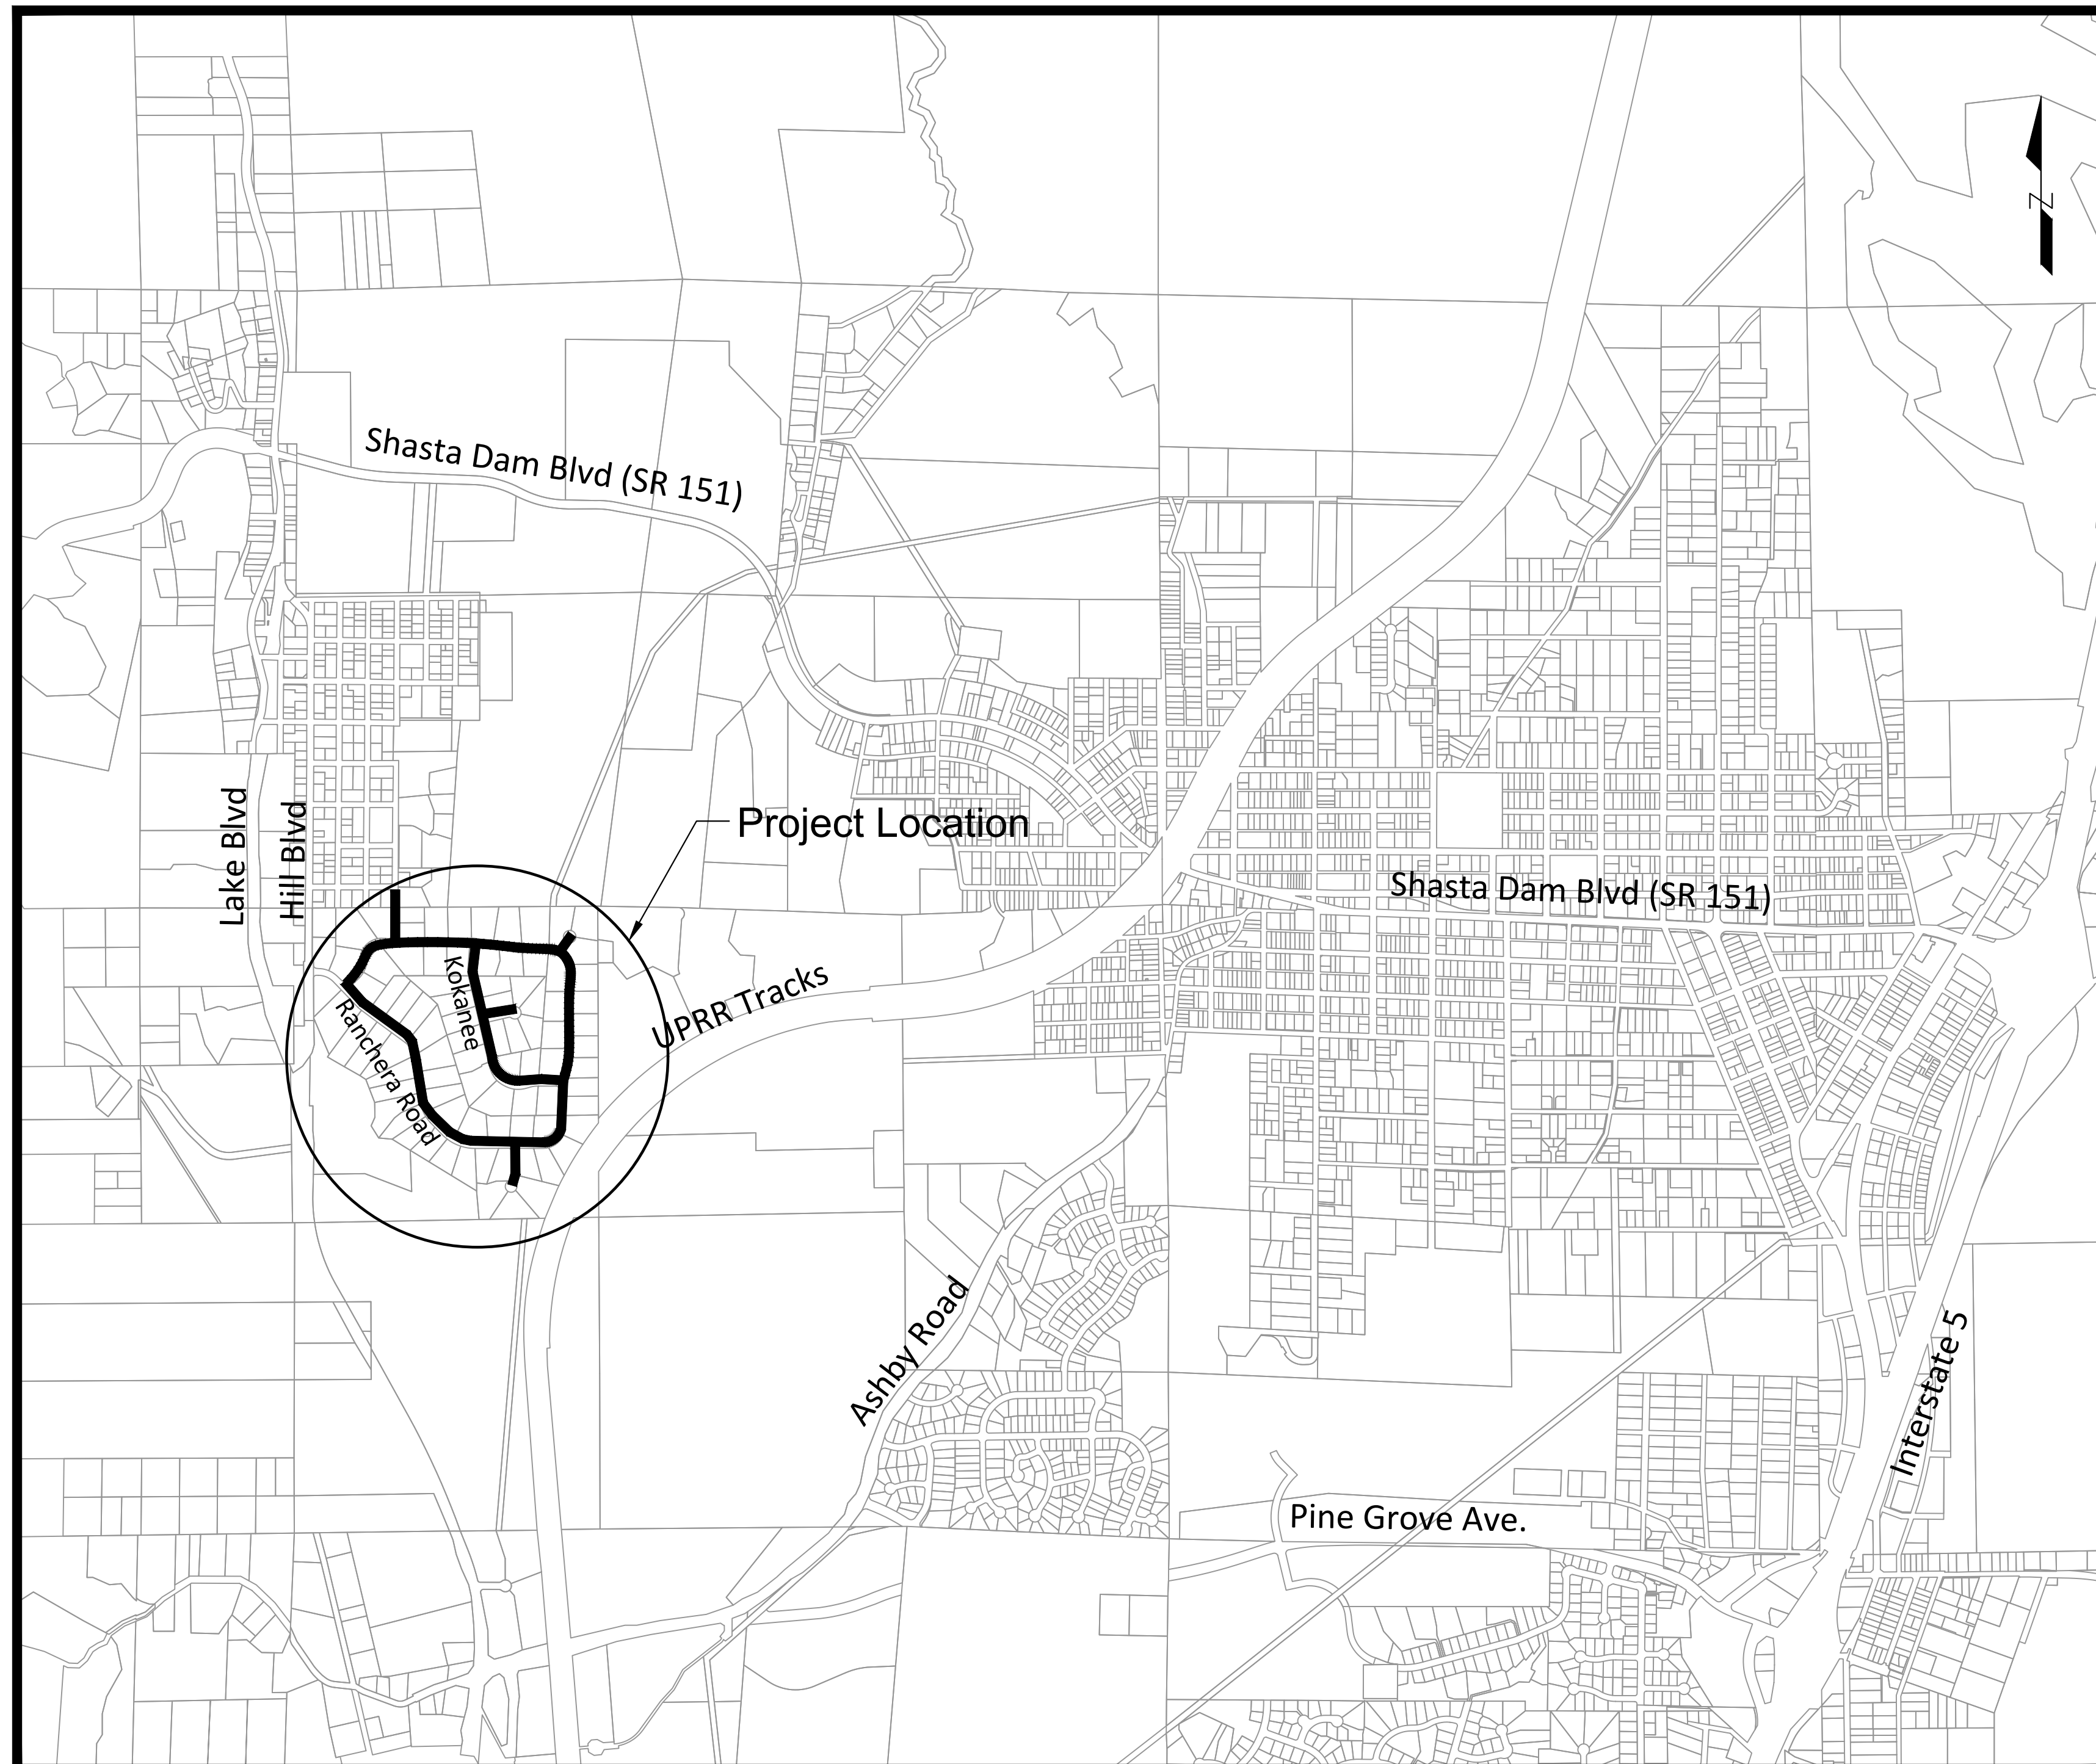 N
Shasta Dam Blvd (SR 151)
Project Location
Lake Blvd
Hill Blvd
Shasta Dam Blvd (SR 151)
Kokanee
Ranchera Road
UPRR Tracks
Ashby Road
Interstate 5
Pine Grove Ave.